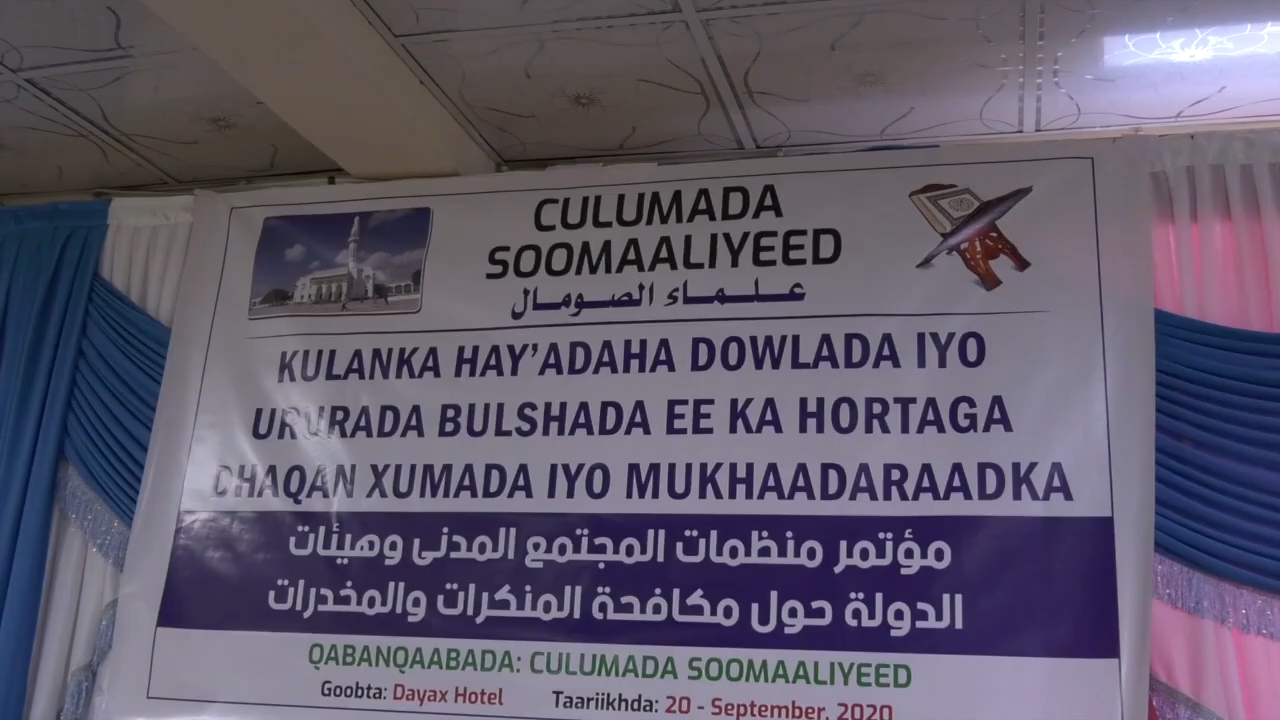 CULUMADA
SOOMAALIYEED
علماء الصومال
KULANKA HAY'ADAHA DOWLADA IYO
URURADA BULSHADA EE KA HORTAGA
DHAQAN XUMADA IYO MUKHAADARAADKA
مؤتمر منظمات المجتمع المدنى وهيئات
الدولة حول مكافحة المنكرات والمخدرات
QABANQAABADA: CULUMADA SOOMAALIYEED
Goobta: Dayax Hotel Taariikhda: 20 - September, 2020